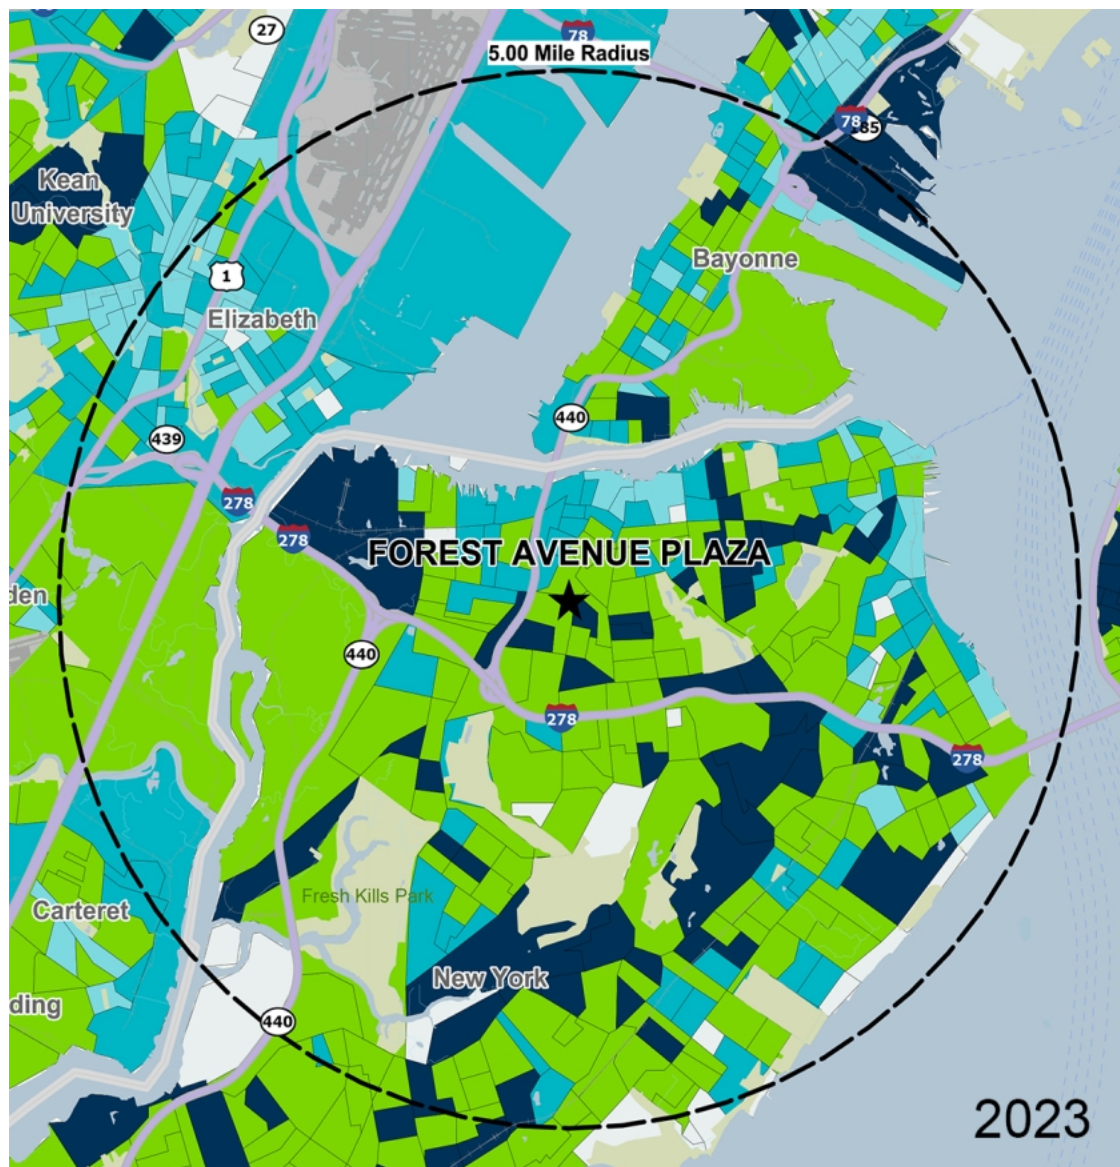 27
78
5.00 Mile Radius
78
185
Kean
University
Bayonne
1
Elizabeth
440
439
278
278
FOREST AVENUE PLAZA
den
440
278
278
Fresh Kills Park
Carteret
New York
ding
440
2023